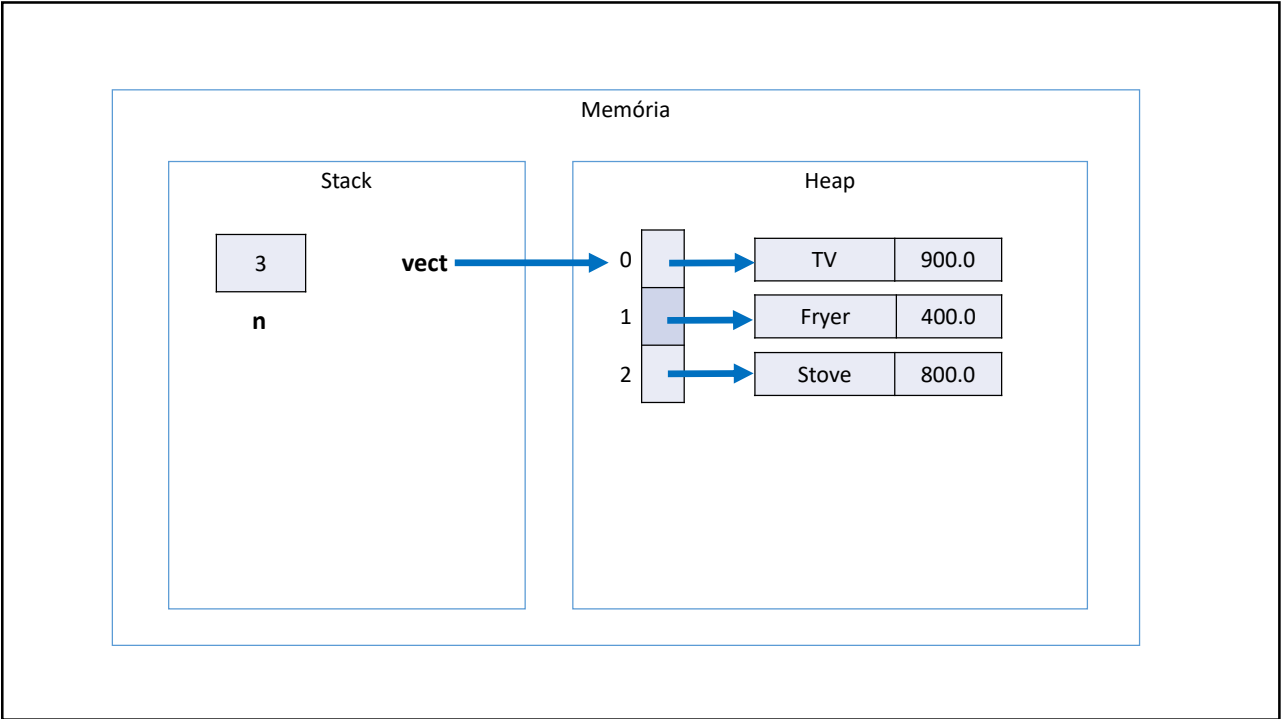 Memória
Stack
Heap
3
n
vect
0
TV
900.0
1
Fryer
400.0
2
Stove
800.0